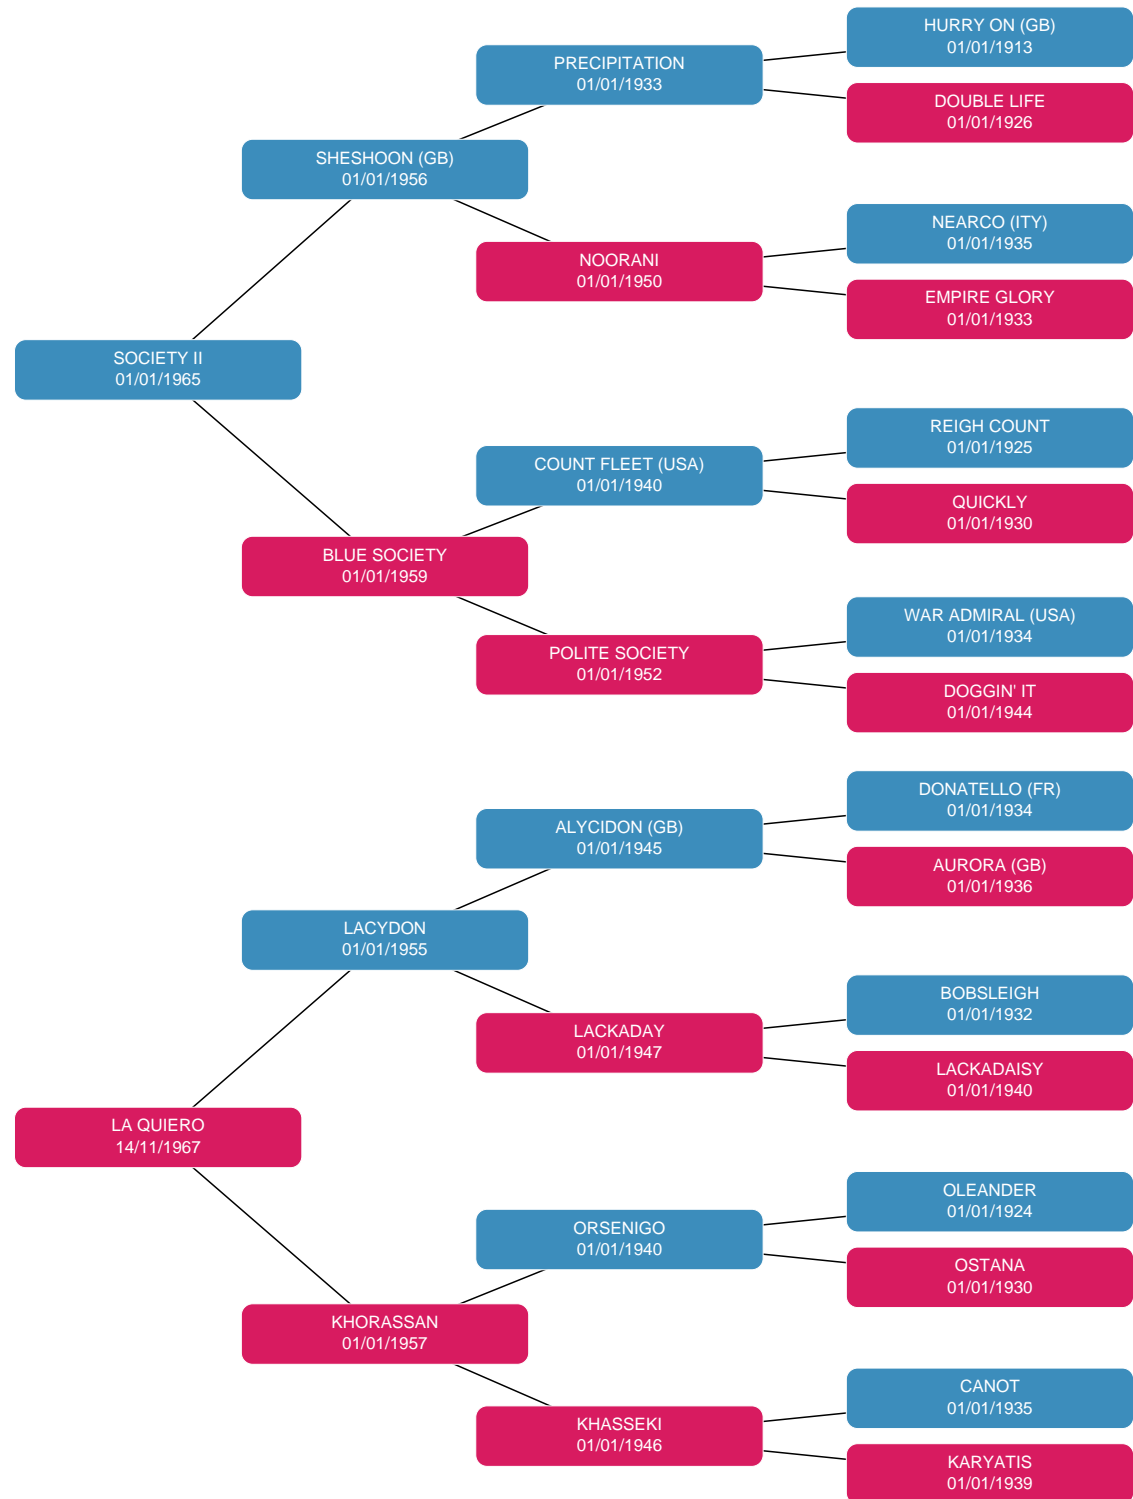 HURRY ON (GB)
01/01/1913
PRECIPITATION
01/01/1933
DOUBLE LIFE
01/01/1926
SHESHOON (GB)
01/01/1956
NEARCO (ITY)
01/01/1935
NOORANI
01/01/1950
EMPIRE GLORY
01/01/1933
SOCIETY II
01/01/1965
REIGH COUNT
01/01/1925
COUNT FLEET (USA)
01/01/1940
QUICKLY
01/01/1930
BLUE SOCIETY
01/01/1959
WAR ADMIRAL (USA)
01/01/1934
POLITE SOCIETY
01/01/1952
DOGGIN' IT
01/01/1944
DONATELLO (FR)
01/01/1934
ALYCIDON (GB)
01/01/1945
AURORA (GB)
01/01/1936
LACYDON
01/01/1955
BOBSLEIGH
01/01/1932
LACKADAY
01/01/1947
LACKADAISY
01/01/1940
LA QUIERO
14/11/1967
OLEANDER
01/01/1924
ORSENIGO
01/01/1940
OSTANA
01/01/1930
KHORASSAN
01/01/1957
CANOT
01/01/1935
KHASSEKI
01/01/1946
KARYATIS
01/01/1939